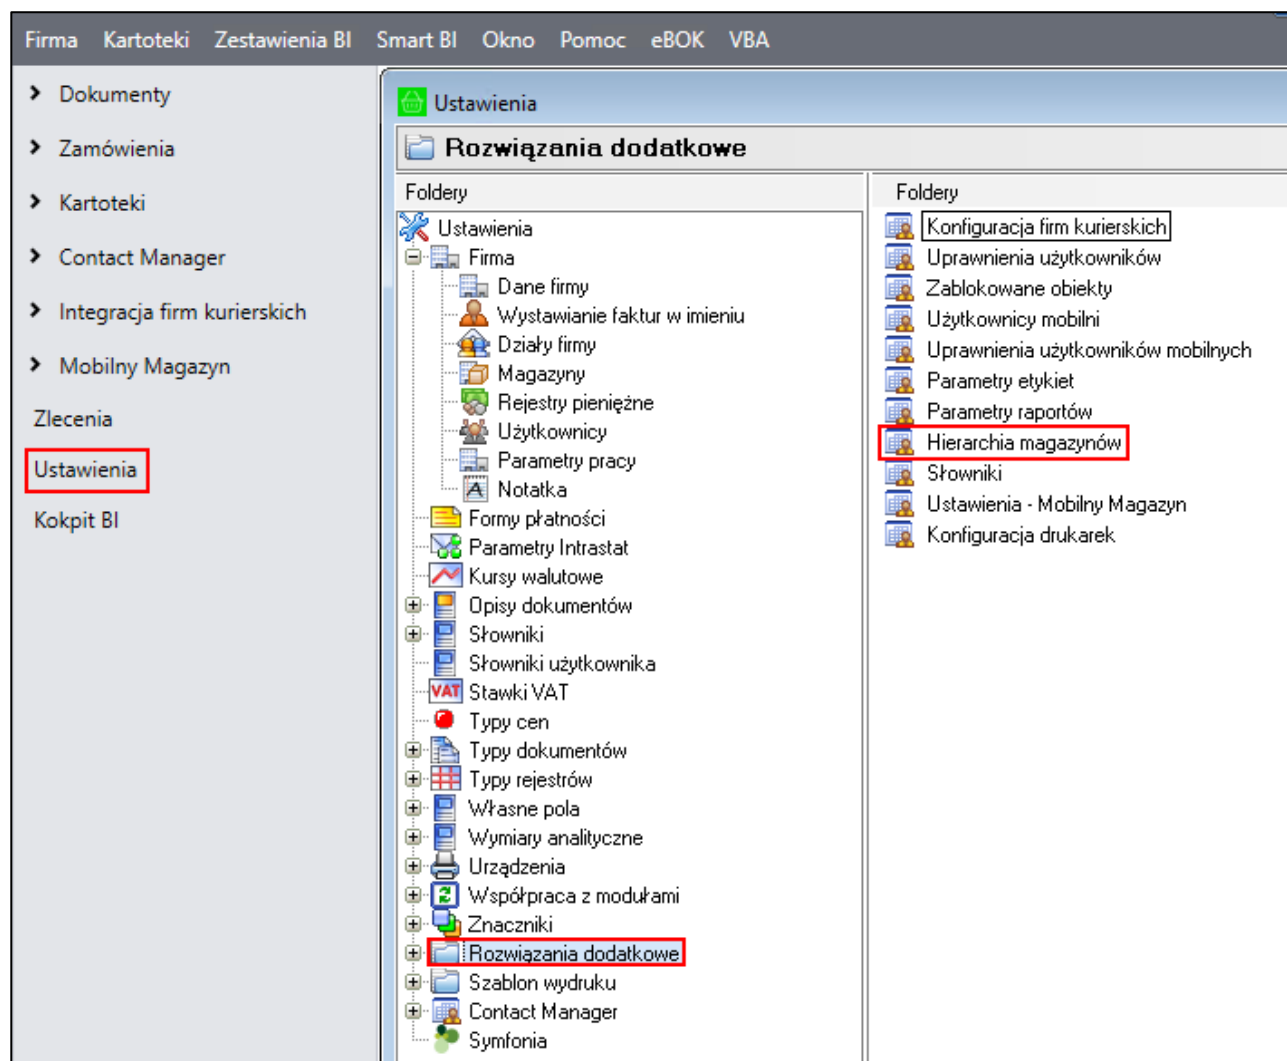 Firma Kartoteki Zestawienia BI Smart BI Okno Pomoc eBOK VBA
Dokumenty
Zamówienia
Kartoteki
Contact Manager
Integracja firm kurierskich
Mobilny Magazyn
Zlecenia
Ustawienia
Kokpit BI
Ustawienia
Rozwiązania dodatkowe
Foldery
Ustawienia
Firma
Dane firmy
Wystawianie faktur w imieniu
Działy firmy
Magazyny
Rejestry pieniężne
Użytkownicy
Parametry pracy
Notatka
Formy płatności
Parametry Intrastat
Kursy walutowe
Opisy dokumentów
Słowniki
Słowniki użytkownika
VAT Stawki VAT
Typy cen
Typy dokumentów
Typy rejestrów
Własne pola
Wymiary analityczne
Urządzenia
Współpraca z modułami
Znaczniki
Rozwiązania dodatkowe
Szablon wydruku
Contact Manager
Symfonia
Foldery
Konfiguracja firm kurierskich
Uprawnienia użytkowników
Zablokowane obiekty
Użytkownicy mobilni
Uprawnienia użytkowników mobilnych
Parametry etykiet
Parametry raportów
Hierarchia magazynów
Słowniki
Ustawienia - Mobilny Magazyn
Konfiguracja drukarek